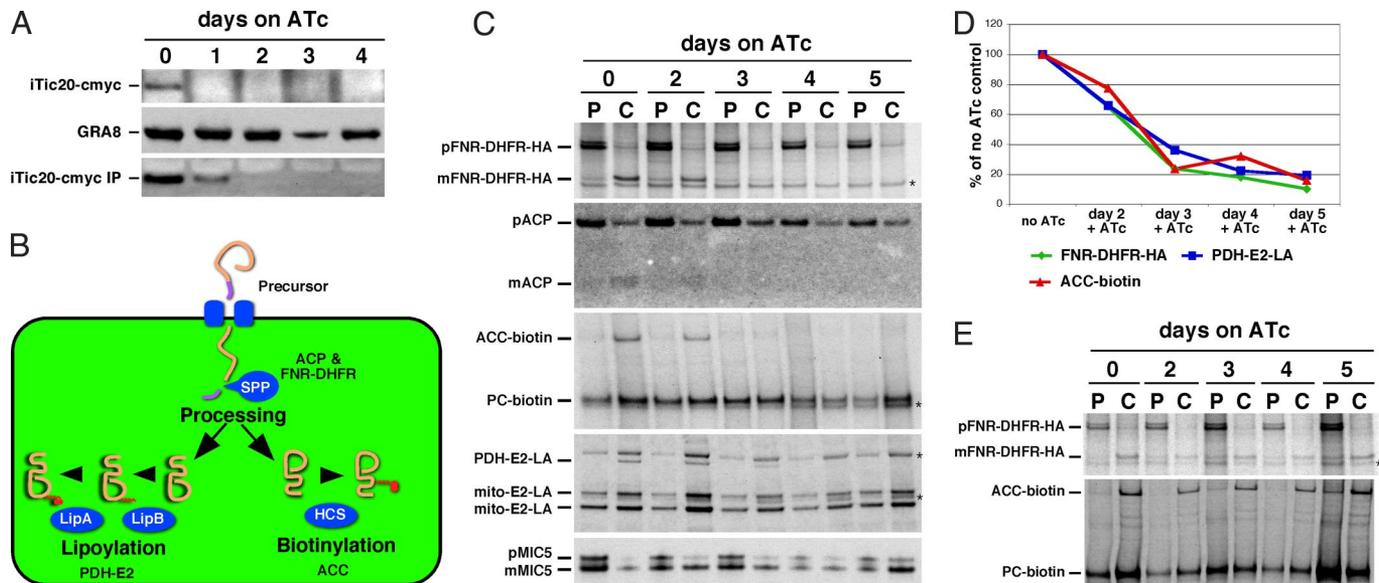 A
days on ATc
0 1 2 3 4
iTic20-cmyc
GRA8
iTic20-cmyc IP
B
Precursor
ACP &
FNR-DHFR
SPP
Processing
LipA LipB
HCS
Lipoylation
PDH-E2
Biotinylation
ACC
C
days on ATc
0 2 3 4 5
P C P C P C P C P C
pFNR-DHFR-HA
mFNR-DHFR-HA *
pACP
mACP
ACC-biotin
PC-biotin *
PDH-E2-LA *
mito-E2-LA *
mito-E2-LA
pMIC5
mMIC5
D
% of no ATc control
120
100
80
60
40
20
0
no ATc day 2 + ATc day 3 + ATc day 4 + ATc day 5 + ATc
FNR-DHFR-HA PDH-E2-LA
ACC-biotin
E
days on ATc
0 2 3 4 5
P C P C P C P C P C
pFNR-DHFR-HA
mFNR-DHFR-HA *
ACC-biotin
PC-biotin